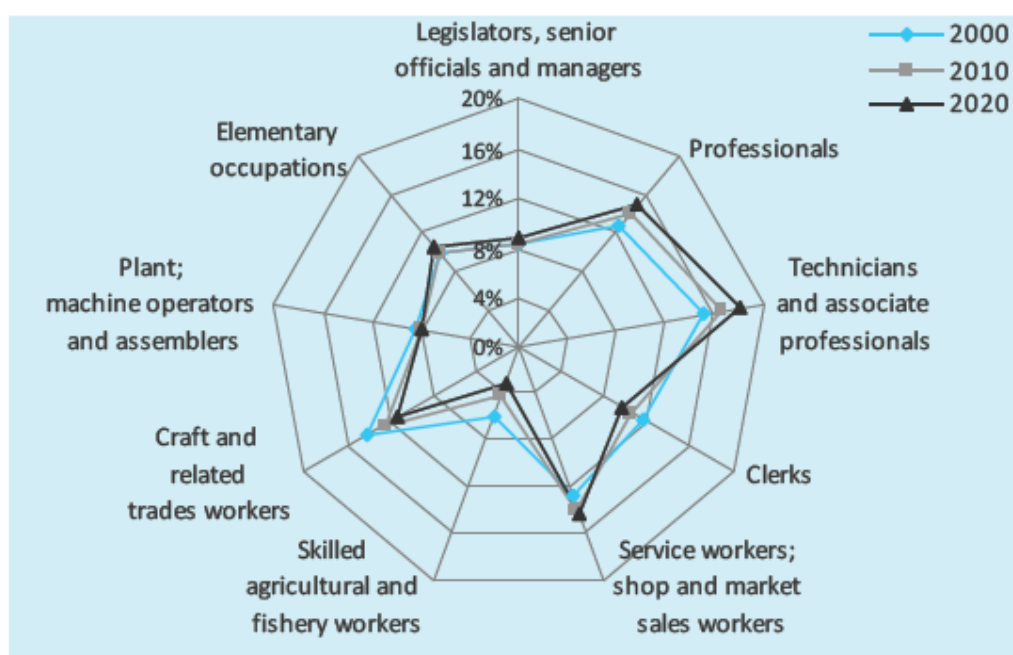 Legislators, senior
officials and managers
2000
2010
2020
20%
16%
12%
8%
4%
0%
Professionals
Technicians
and associate
professionals
Clerks
Service workers;
shop and market
sales workers
Skilled
agricultural and
fishery workers
Craft and
related
trades workers
Plant;
machine operators
and assemblers
Elementary
occupations